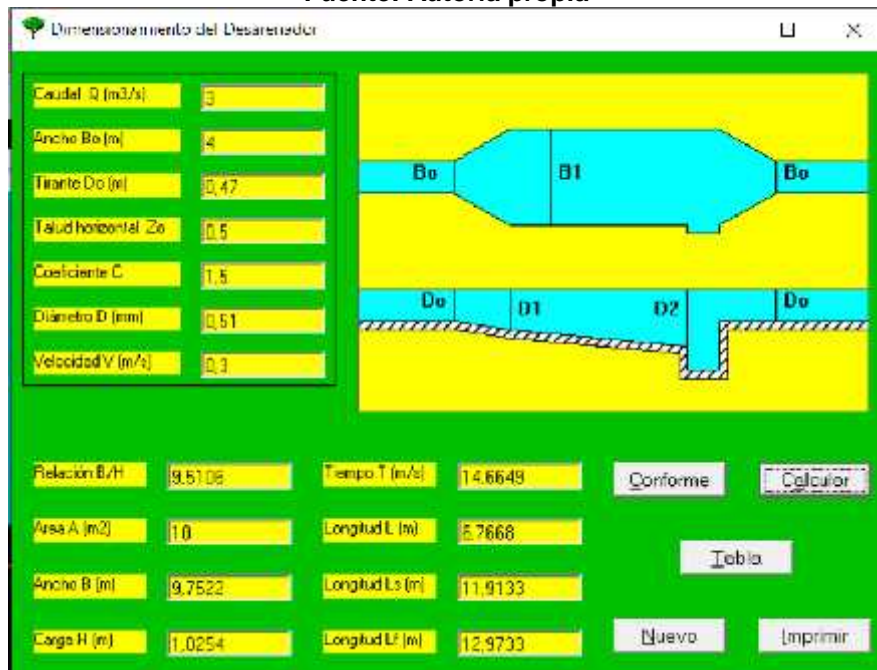 Fuente: Autoría propia
Dimensionamiento del Desarenador
Caudal Q (m3/s) 3
Ancho Bo (m) 4
Tirante Do (m) 0,47
Talud horizontal Zo 0,5
Coeficiente C 1,5
Diámetro D (mm) 0,51
Velocidad V (m/s) 0,3
Bo B1 Bo
Do D1 D2 Do
Relación B/H 9.5106
Tiempo T (m/s) 14.6649
Conforme
Calcular
Area A (m2) 10
Longitud L (m) 6.7668
Tabla
Ancho B (m) 9,7522
Longitud Ls (m) 11,9133
Carga H (m) 1,0254
Longitud Lf (m) 12,9733
Nuevo
Imprimir